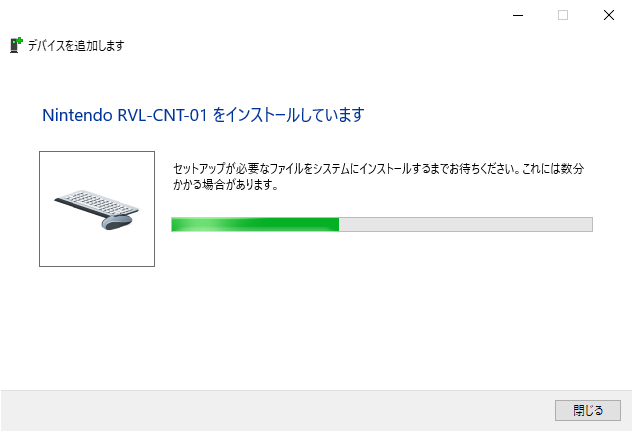 デバイスを追加します
Nintendo RVL-CNT-01 をインストールしています
セットアップが必要なファイルをシステムにインストールするまでお待ちください。これには数分
かかる場合があります。
閉じる